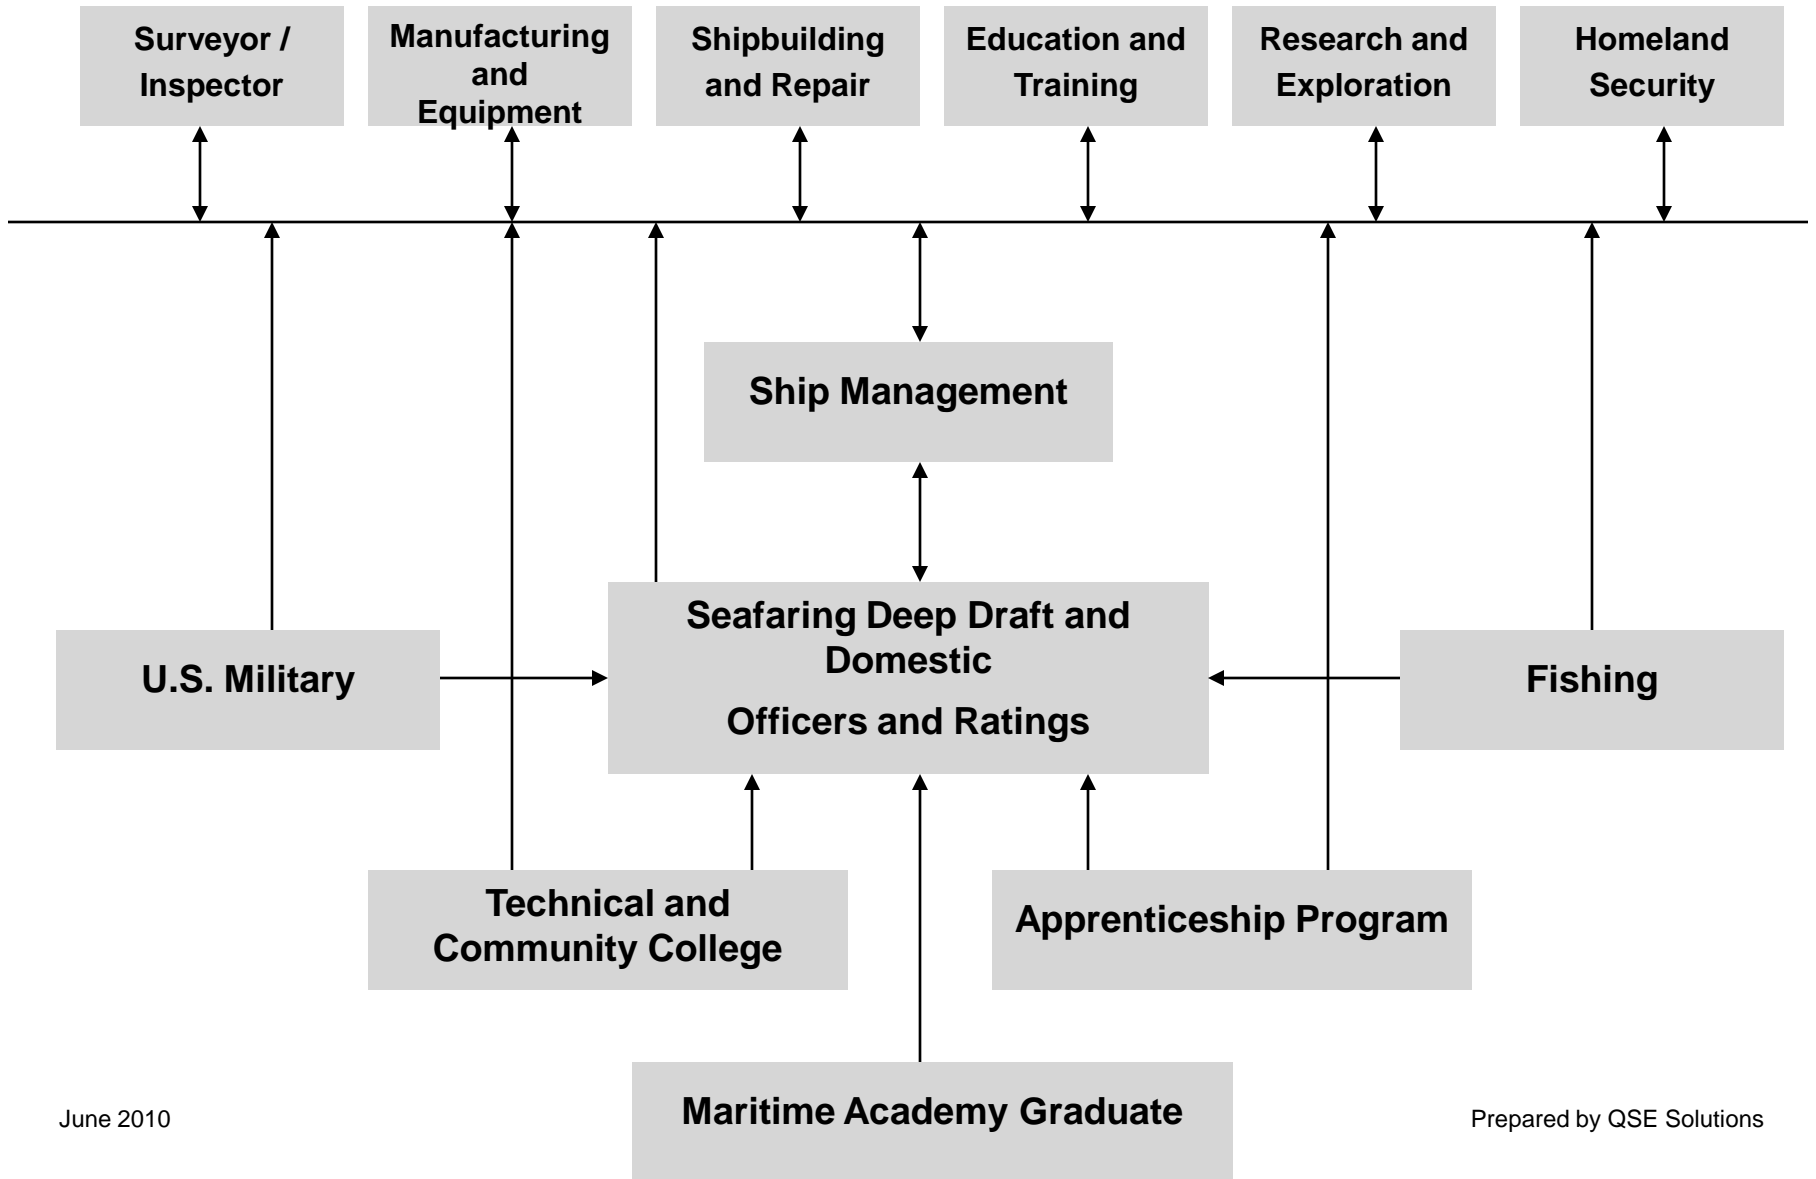 Surveyor /
Inspector
Manufacturing
and
Equipment
Shipbuilding
and Repair
Education and
Training
Research and
Exploration
Homeland
Security
Ship Management
Seafaring Deep Draft and
Domestic
Officers and Ratings
U.S. Military
Fishing
Technical and
Community College
Apprenticeship Program
Maritime Academy Graduate
June 2010
Prepared by QSE Solutions